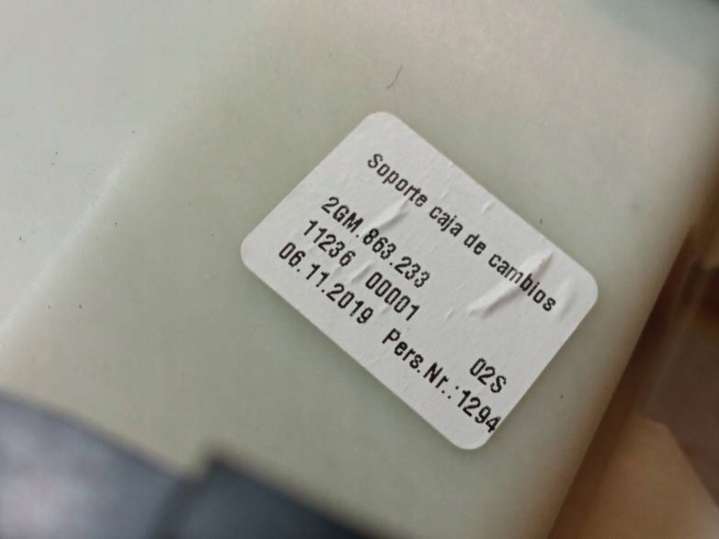 Soporte caja de cambios
2GM.863.233
11236 00001 02S
06.11.2019 Pers.Nr.:1294